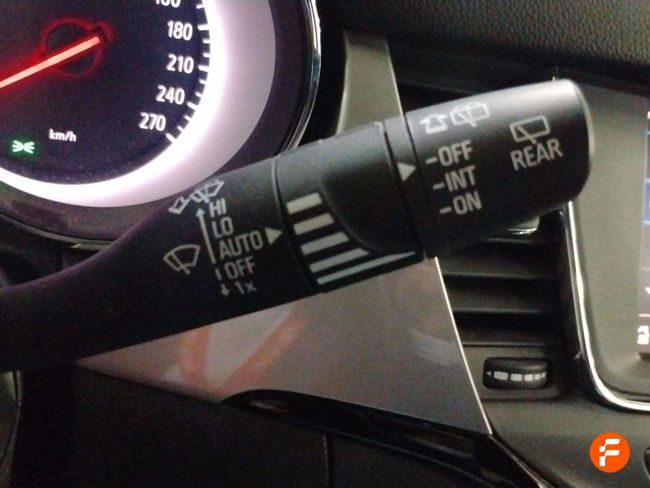 180
210
240
270
km/h
HI
LO
AUTO
OFF
1x
-OFF
-INT
-ON
REAR